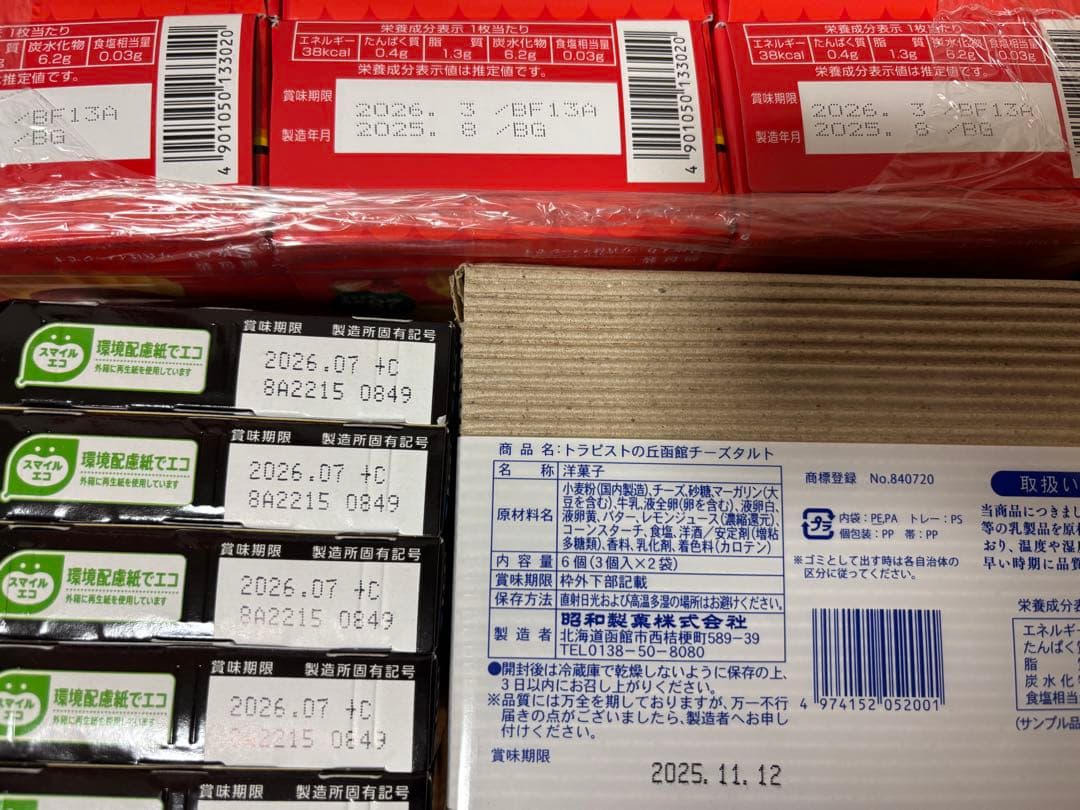 表示 1枚当たり
質 炭水化物 食塩相当量
6.2g 0.03g
推定値です。
/BF13A
/BG
4 901050 133020
栄養成分表示 1枚当たり
エネルギー たんぱく質 脂質 炭水化物 食塩相当量
38kcal 0.4g 1.3g 6.2g 0.03g
栄養成分表示値は推定値です。
賞味期限 2026. 3 /BF13A
製造年月 2025. 8 /BG
4 901050 133020
栄養成分表示 1枚当たり
エネルギー たんぱく質 脂質 炭水化物 食塩相当量
38kcal 0.4g 1.3g 6.2g 0.03g
栄養成分表示値は推定値です。
賞味期限 2026. 3 /BF13A
製造年月 2025. 8 /BG
スマイルエコ
環境配慮紙でエコ
外箱に再生紙を使用しています
賞味期限 製造所固有記号
2026.07 +C
8A2215 0849
スマイルエコ
環境配慮紙でエコ
外箱に再生紙を使用しています
賞味期限 製造所固有記号
2026.07 +C
8A2215 0849
スマイルエコ
環境配慮紙でエコ
外箱に再生紙を使用しています
賞味期限 製造所固有記号
2026.07 +C
8A2215 0849
環境配慮紙でエコ
外箱に再生紙を使用しています
賞味期限 製造所固有記号
2026.07 +C
2215 0849
賞味期限 製造所固有記号
商品名:トラピストの丘函館チーズタルト
名称 洋菓子
原材料名 小麦粉(国内製造)、チーズ、砂糖、マーガリン(大
豆を含む)、牛乳、液全卵(卵を含む)、液卵白、
液卵黄、バター、レモンジュース(濃縮還元)、
コーンスターチ、食塩、洋酒/安定剤(増粘
多糖類)、香料、乳化剤、着色料(カロテン)
内容量 6個(3個入×2袋)
賞味期限 枠外下部記載
保存方法 直射日光および高温多湿の場所はお避けください。
製造者 昭和製菓株式会社
北海道函館市西桔梗町589-39
TEL0138-50-8080
●開封後は冷蔵庫で乾燥しないように保存の上、
3日以内にお召し上がりください。
※品質には万全を期しておりますが、万一不行
届きの点がございましたら、製造者へお申し
付けください。
賞味期限
2025.11.12
商標登録 No.840720
プラ
内袋:PE,PA トレー:PS
個包装:PP 帯:PP
※ゴミとして出す時は各自治体の
区分に従ってください。
4 974152 052001
取扱い
当商品につきまし
等の乳製品を原材
おり、温度や湿
早い時期に品質
栄養成分表
エネルギー
たんぱく質
脂
炭水化
食塩相当
(サンプル品